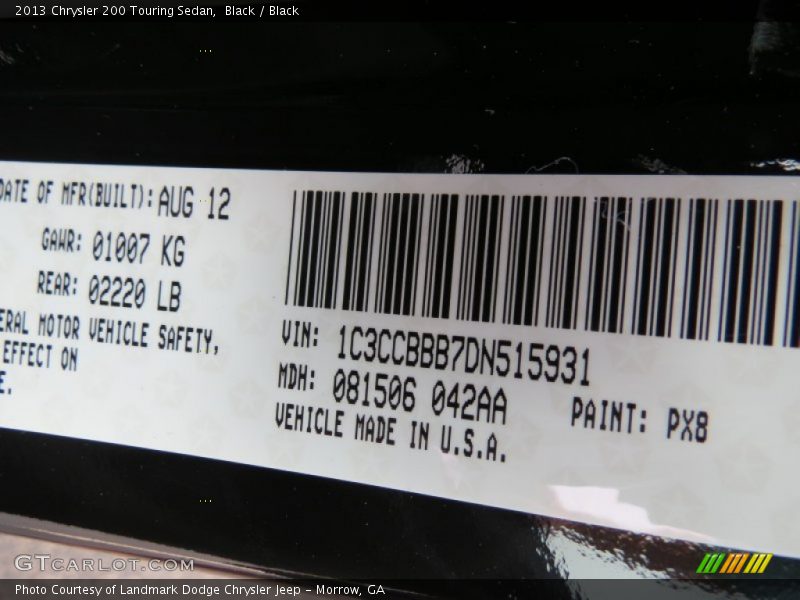 2013 Chrysler 200 Touring Sedan, Black / Black
DATE OF MFR(BUILT): AUG 12
GAWR: 01007 KG
REAR: 02220 LB
ERAL MOTOR VEHICLE SAFETY,
EFFECT ON
E.
VIN: 1C3CCBBB7DN515931
MDH: 081506 042AA
PAINT: PX8
VEHICLE MADE IN U.S.A.
GTCARLOT.COM
Photo Courtesy of Landmark Dodge Chrysler Jeep – Morrow, GA